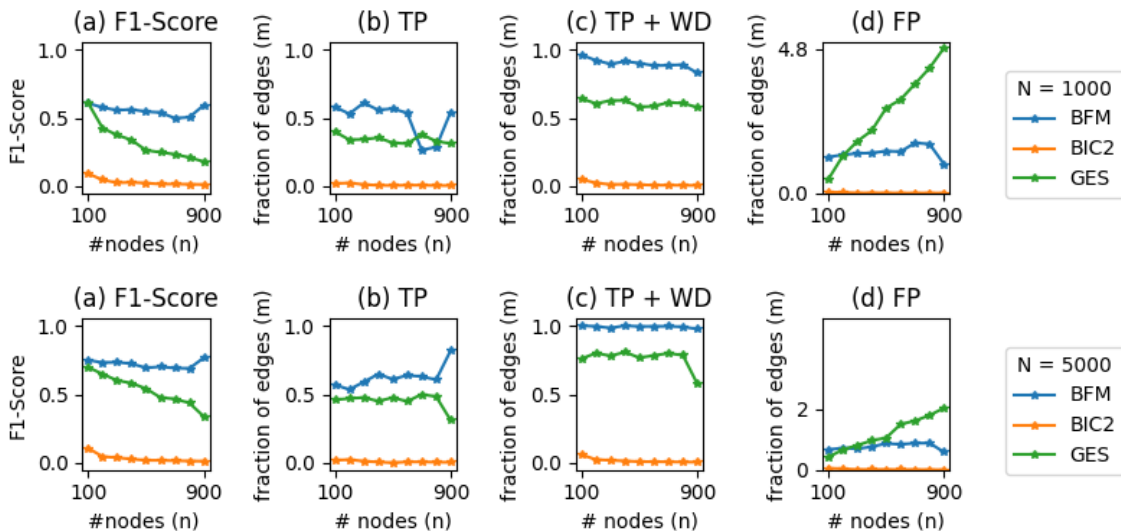 (a) F1-Score
(b) TP
(c) TP + WD
(d) FP
F1-Score
1.0
0.5
0.0
100
900
#nodes (n)
fraction of edges (m)
1.0
0.5
0.0
100
900
# nodes (n)
fraction of edges (m)
1.0
0.5
0.0
100
900
# nodes (n)
fraction of edges (m)
4.8
0.0
100
900
# nodes (n)
N = 1000
BFM
BIC2
GES
(a) F1-Score
(b) TP
(c) TP + WD
(d) FP
F1-Score
1.0
0.5
0.0
100
900
#nodes (n)
fraction of edges (m)
1.0
0.5
0.0
100
900
# nodes (n)
fraction of edges (m)
1.0
0.5
0.0
100
900
# nodes (n)
fraction of edges (m)
2
0
100
900
# nodes (n)
N = 5000
BFM
BIC2
GES